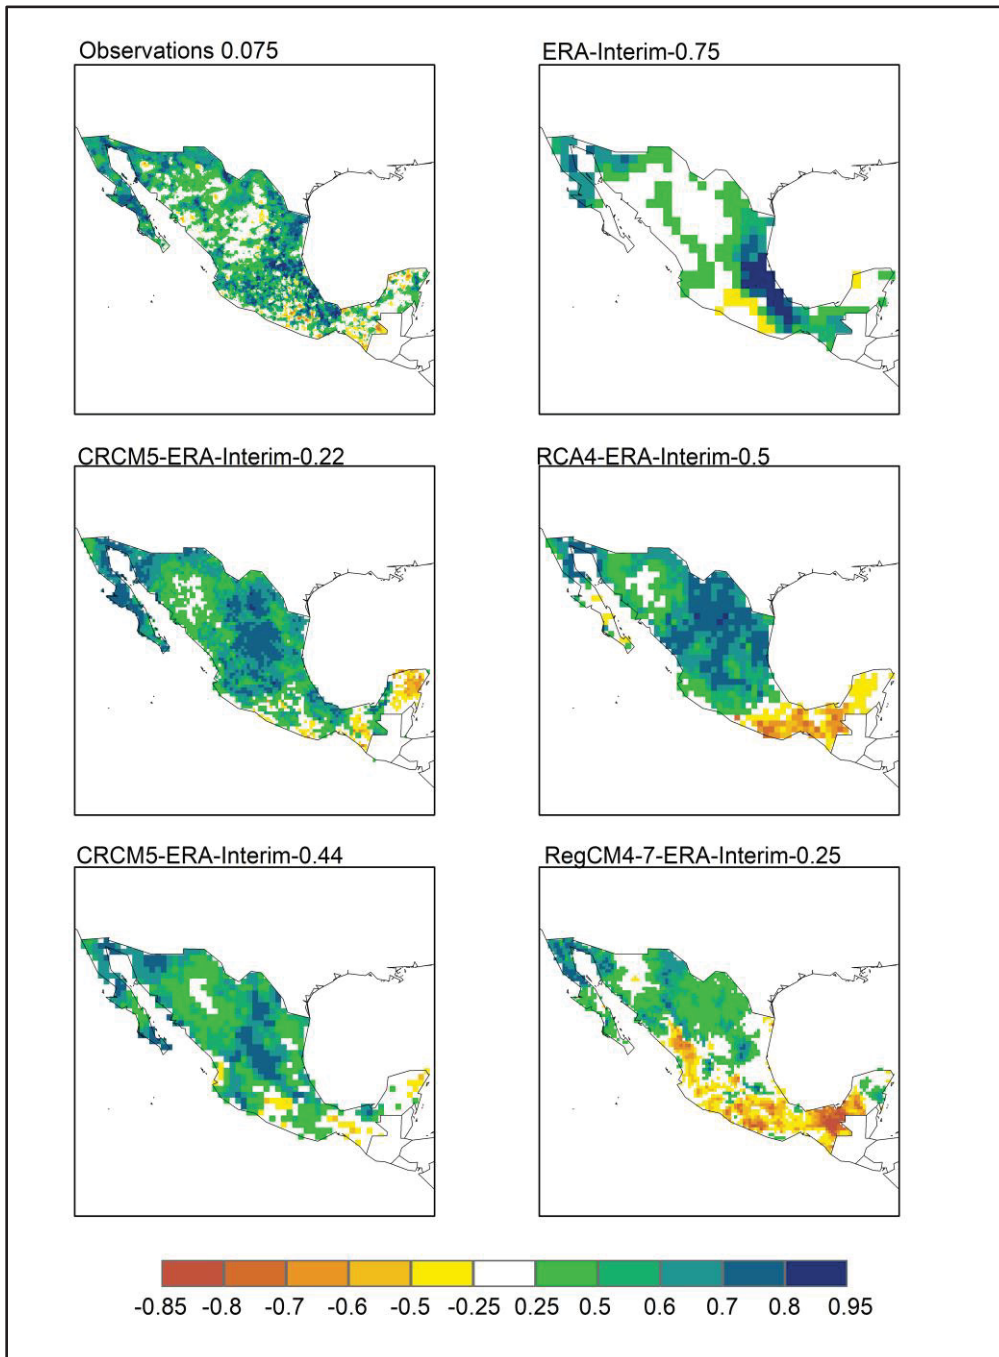 Observations 0.075
ERA-Interim-0.75
CRCM5-ERA-Interim-0.22
RCA4-ERA-Interim-0.5
CRCM5-ERA-Interim-0.44
RegCM4-7-ERA-Interim-0.25
-0.85 -0.8 -0.7 -0.6 -0.5 -0.25 0.25 0.5 0.6 0.7 0.8 0.95